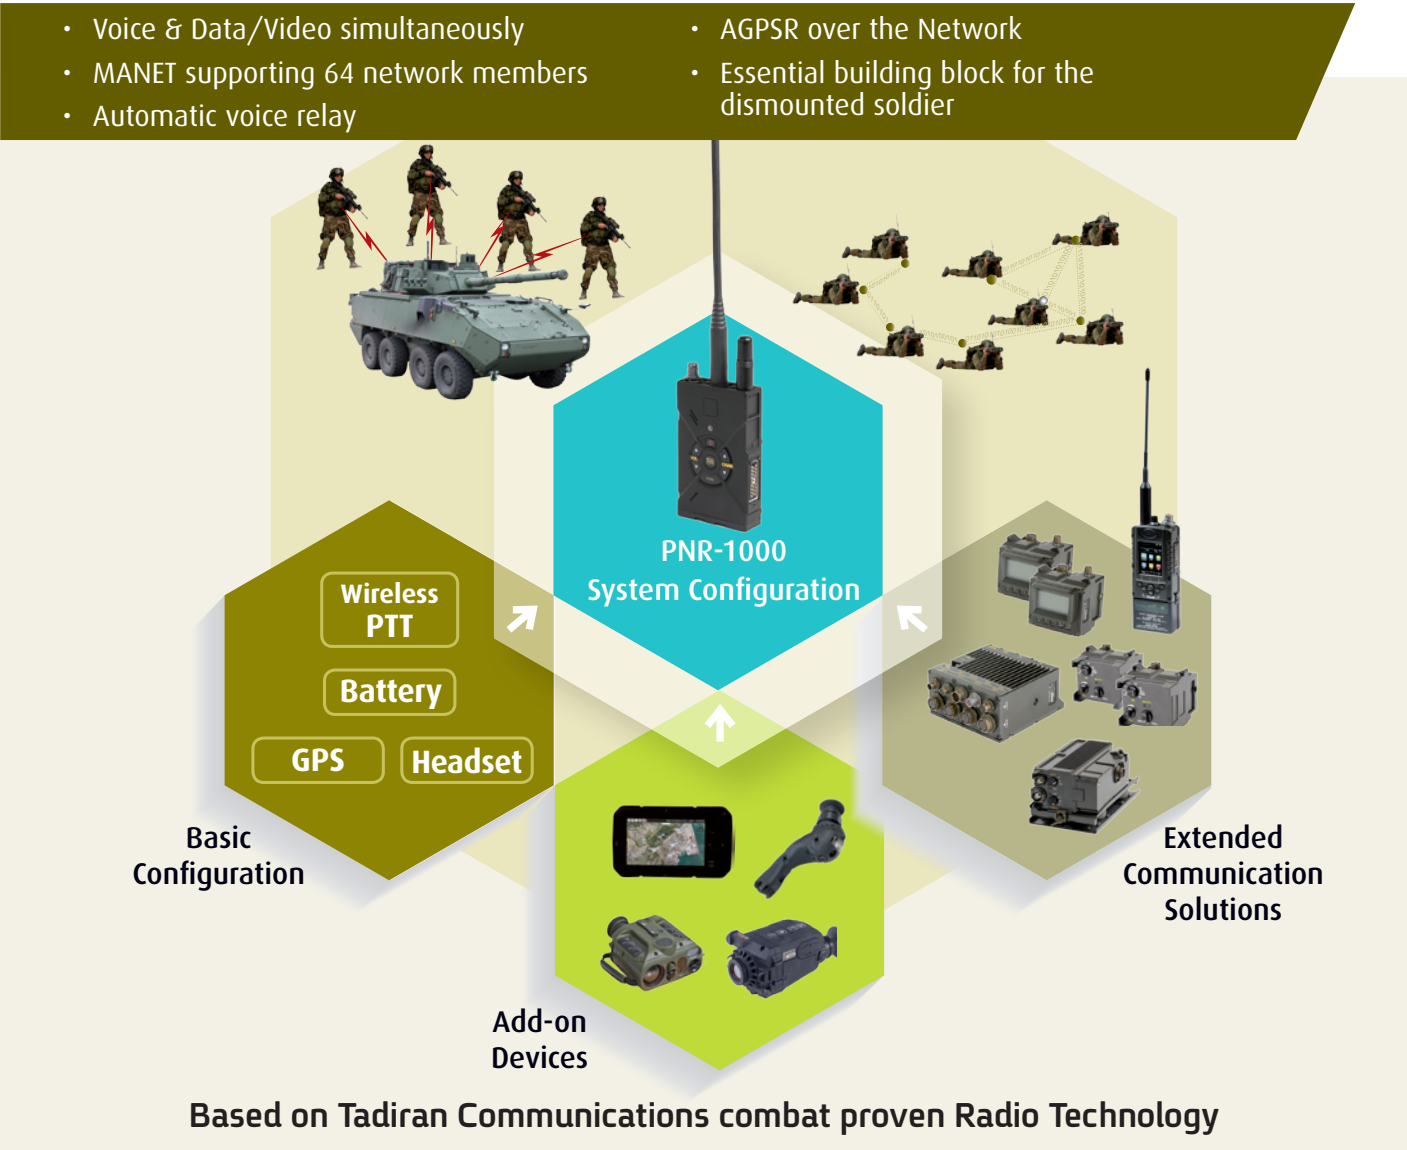 • Voice & Data/Video simultaneously
• MANET supporting 64 network members
• Automatic voice relay
• AGPSR over the Network
• Essential building block for the
dismounted soldier
PNR-1000
System Configuration
Wireless
PTT
Battery
GPS
Headset
Basic
Configuration
Extended
Communication
Solutions
Add-on
Devices
Based on Tadiran Communications combat proven Radio Technology